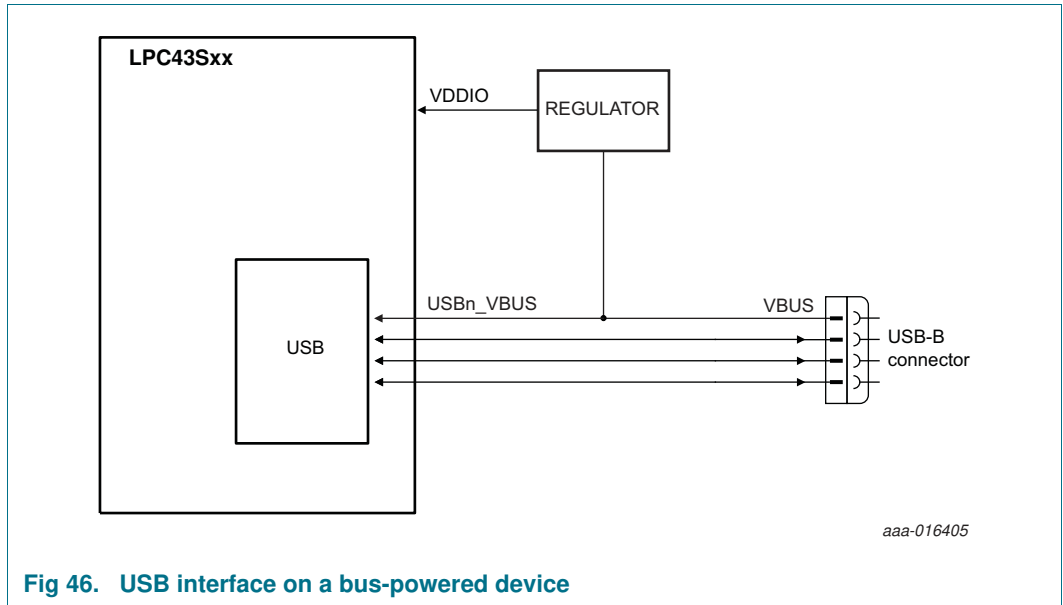 LPC43Sxx
VDDIO
REGULATOR
USBn_VBUS
VBUS
USB
USB-B
connector
aaa-016405
Fig 46. USB interface on a bus-powered device